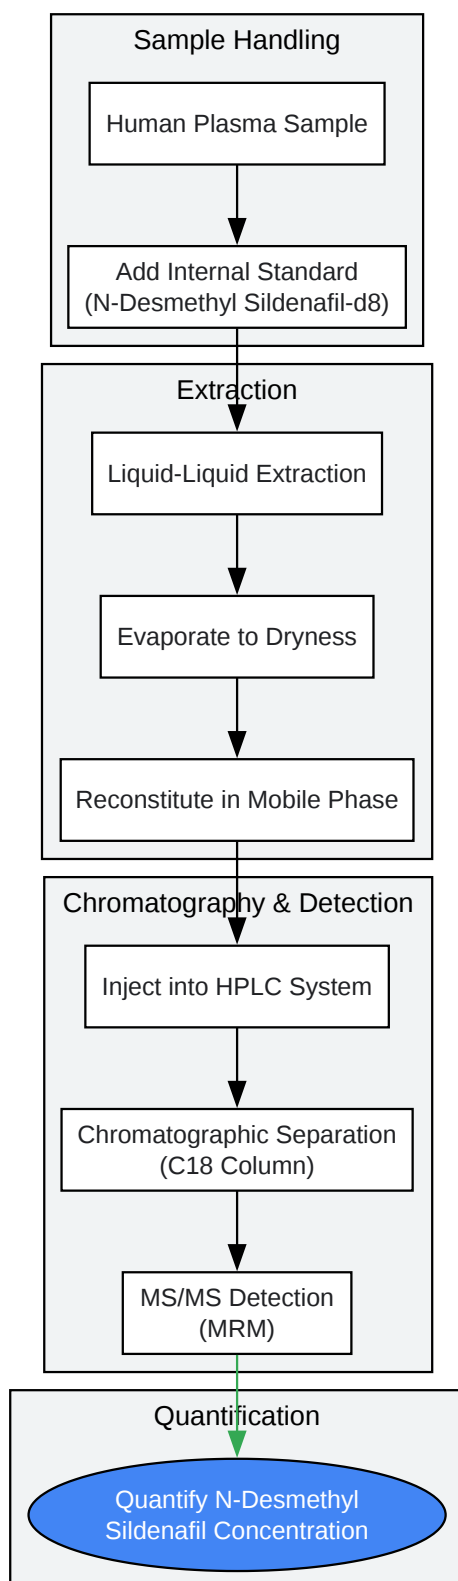 Sample Handling
Human Plasma Sample
Add Internal Standard
(N-Desmethyl Sildenafil-d8)
Extraction
Liquid-Liquid Extraction
Evaporate to Dryness
Reconstitute in Mobile Phase
Chromatography & Detection
Inject into HPLC System
Chromatographic Separation
(C18 Column)
MS/MS Detection
(MRM)
Quantification
Quantify N-Desmethyl
Sildenafil Concentration